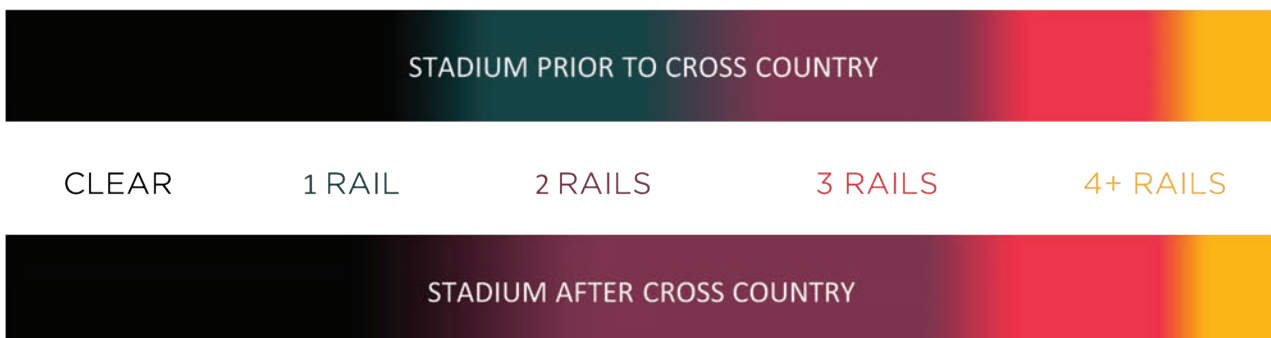 STADIUM PRIOR TO CROSS COUNTRY
CLEAR 1 RAIL 2 RAILS 3 RAILS 4+ RAILS
STADIUM AFTER CROSS COUNTRY